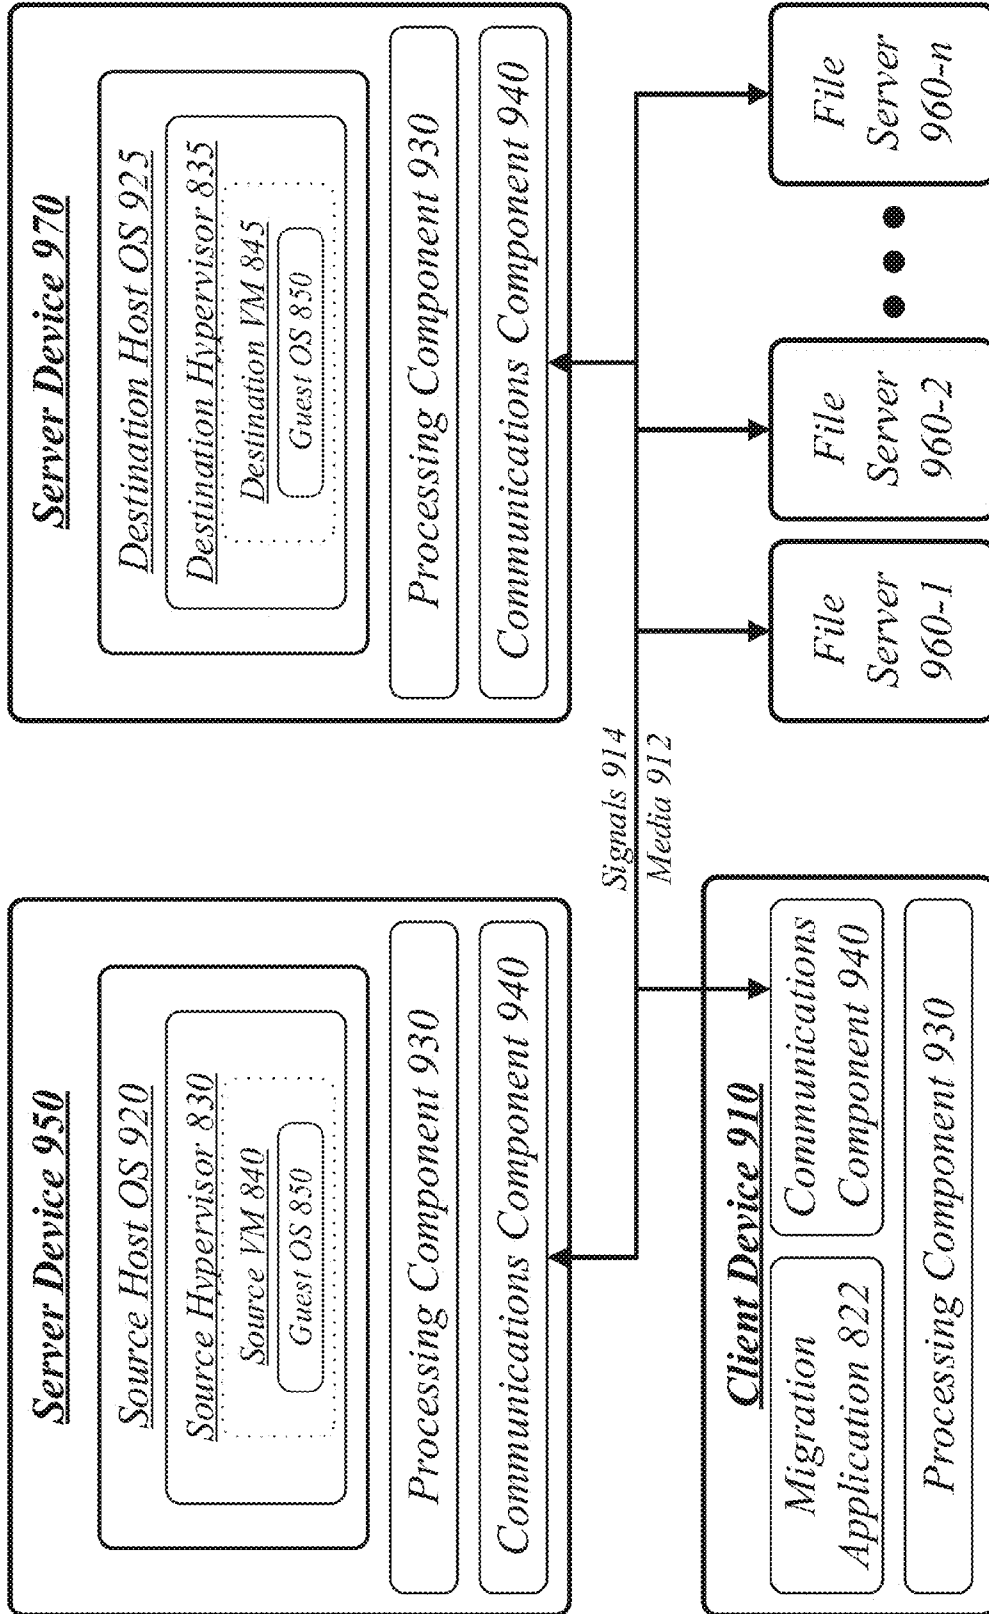 Server Device 950
Source Host OS 920
Source Hypervisor 830
Source VM 840
Guest OS 850
Processing Component 930
Communications Component 940
Server Device 970
Destination Host OS 925
Destination Hypervisor 835
Destination VM 845
Guest OS 850
Processing Component 930
Communications Component 940
Signals 914
Media 912
Client Device 910
Migration
Application 822
Communications
Component 940
Processing Component 930
File
Server
960-1
File
Server
960-2
File
Server
960-n